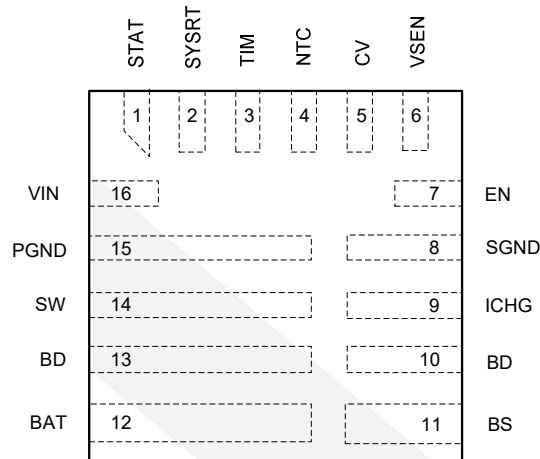 STAT SYSRT TIM NTC CV VSEN
1 2 3 4 5 6
VIN 16 7 EN
PGND 15 8 SGND
SW 14 9 ICHG
BD 13 10 BD
BAT 12 11 BS